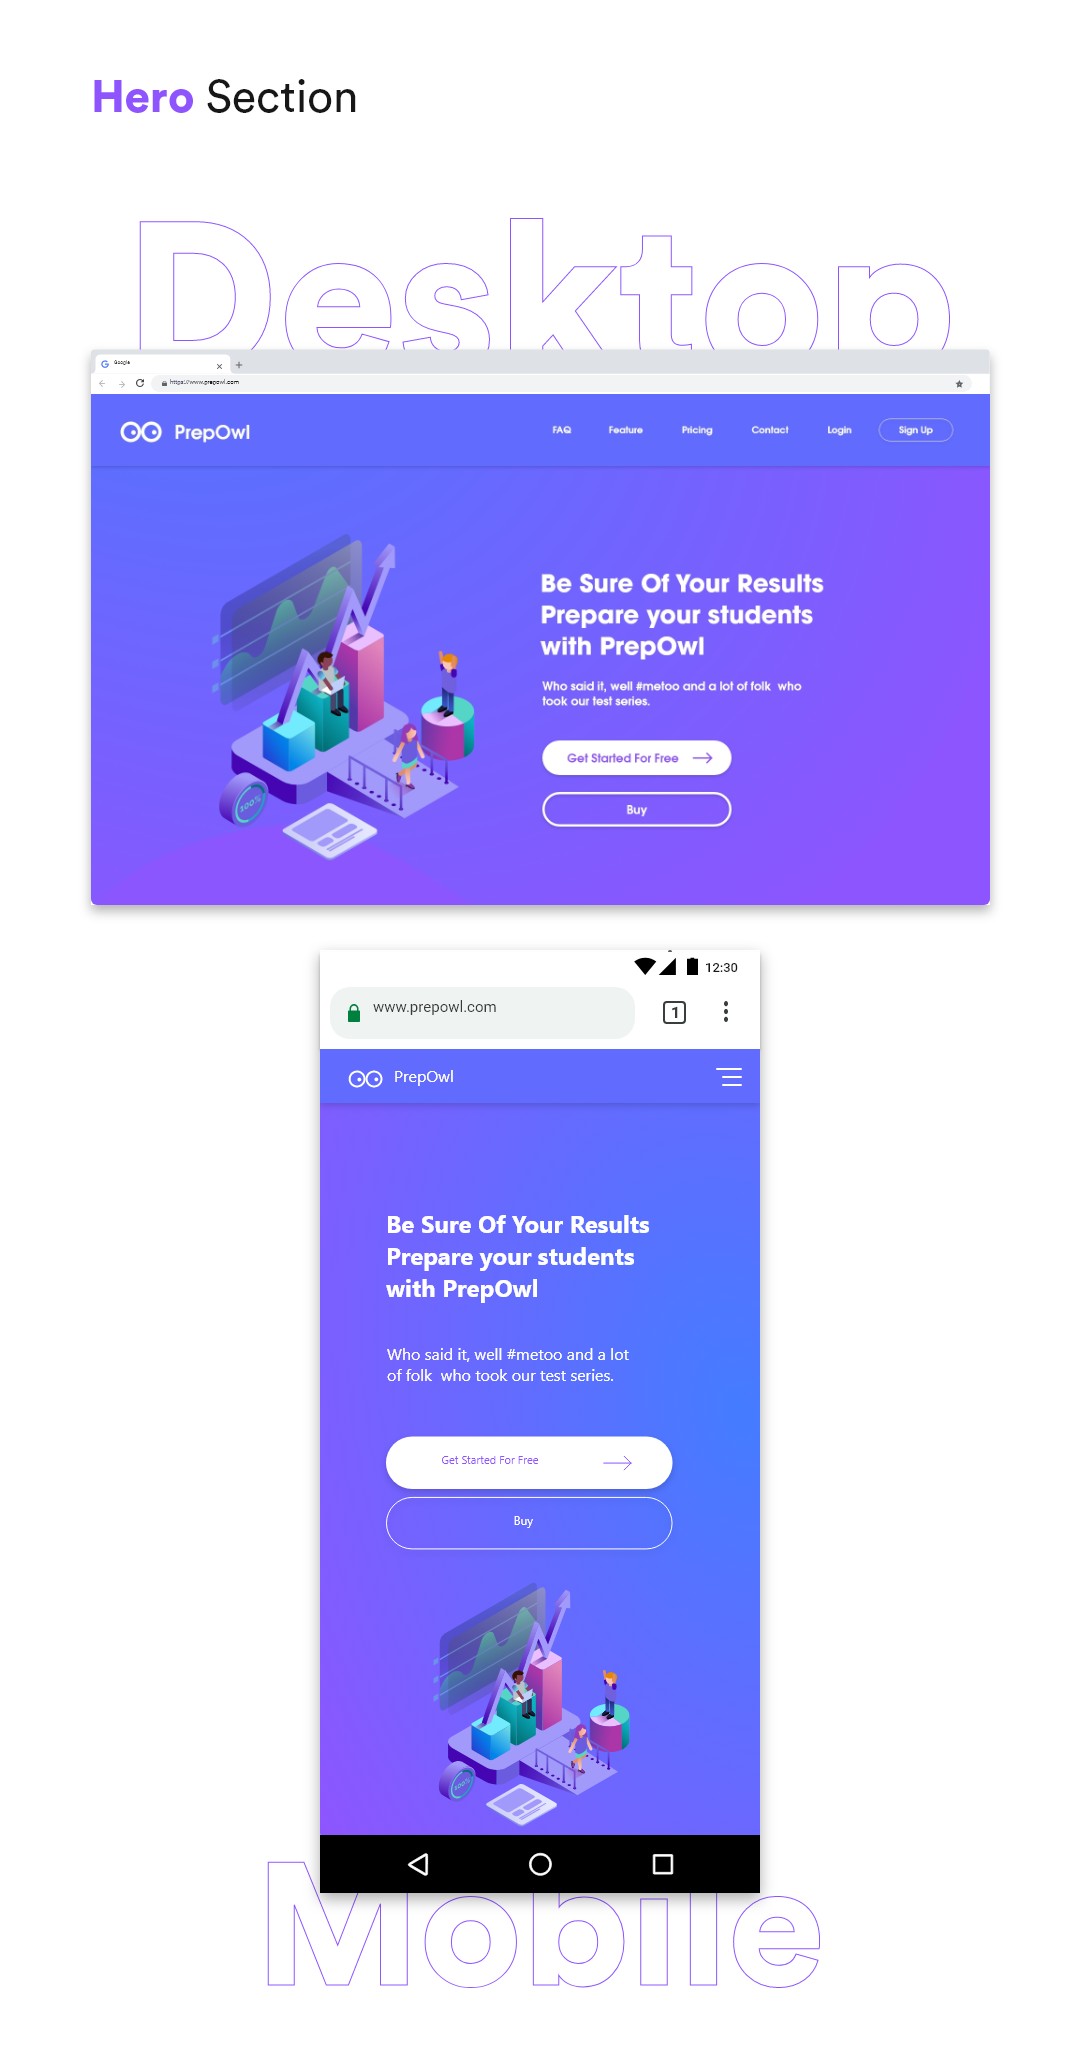 Hero Section
Desktop
Google
https://www.prepowl.com
PrepOwl
FAQ
Feature
Pricing
Contact
Login
Sign Up
Be Sure Of Your Results
Prepare your students
with PrepOwl
Who said it, well #metoo and a lot of folk  who
took our test series.
Get Started For Free
Buy
100%
12:30
www.prepowl.com
1
PrepOwl
Be Sure Of Your Results
Prepare your students
with PrepOwl
Who said it, well #metoo and a lot
of folk  who took our test series.
Get Started For Free
Buy
100%
Mobile